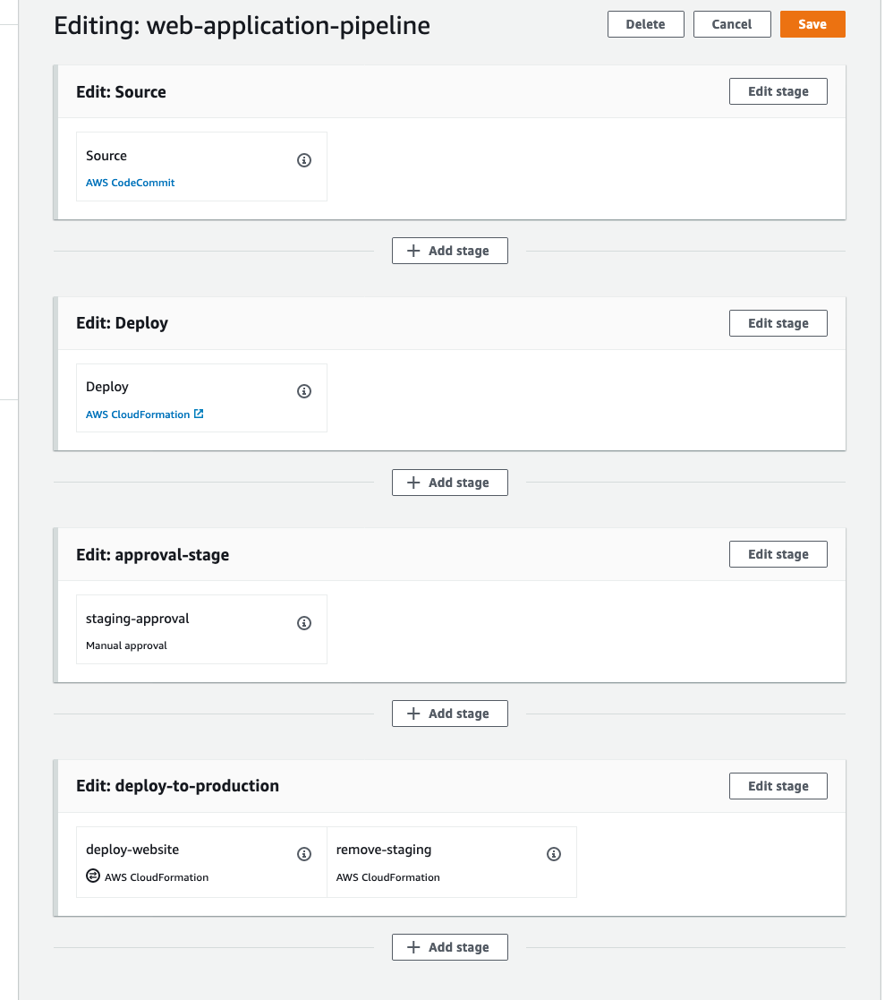 Editing: web-application-pipeline
Delete
Cancel
Save
Edit: Source
Edit stage
Source
AWS CodeCommit
Add stage
Edit: Deploy
Edit stage
Deploy
AWS CloudFormation
Add stage
Edit: approval-stage
Edit stage
staging-approval
Manual approval
Add stage
Edit: deploy-to-production
Edit stage
deploy-website
AWS CloudFormation
remove-staging
AWS CloudFormation
Add stage